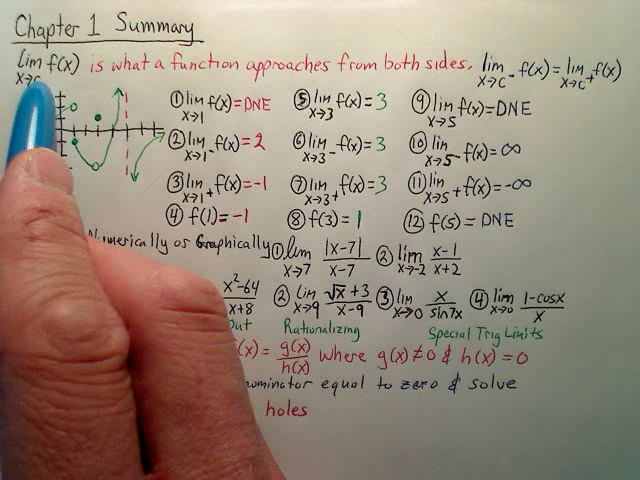 Chapter 1 Summary
lim f(x) is what a function approaches from both sides. lim f(x) = lim f(x)
x→c x→c⁻ x→c⁺
① lim f(x) = DNE ⑤ lim f(x) = 3 ⑨ lim f(x) = DNE
x→1 x→3 x→5
② lim f(x) = 2 ⑥ lim f(x) = 3 ⑩ lim f(x) = ∞
x→1⁻ x→3⁻ x→5⁻
③ lim f(x) = -1 ⑦ lim f(x) = 3 ⑪ lim f(x) = -∞
x→1⁺ x→3⁺ x→5⁺
④ f(1) = -1 ⑧ f(3) = 1 ⑫ f(5) = DNE
Numerically or Graphically ① lim |x-7| / x-7 ② lim x-1 / x+2
x→7 x→-2
x²-64 / x+8 ② lim √x + 3 / x-9 ③ lim x / sin7x ④ lim 1-cosx / x
x→9 x→0 x→0
out Rationalizing Special Trig Limits
(x) = g(x) / h(x) where g(x) ≠ 0 & h(x) = 0
nominator equal to zero & solve
holes